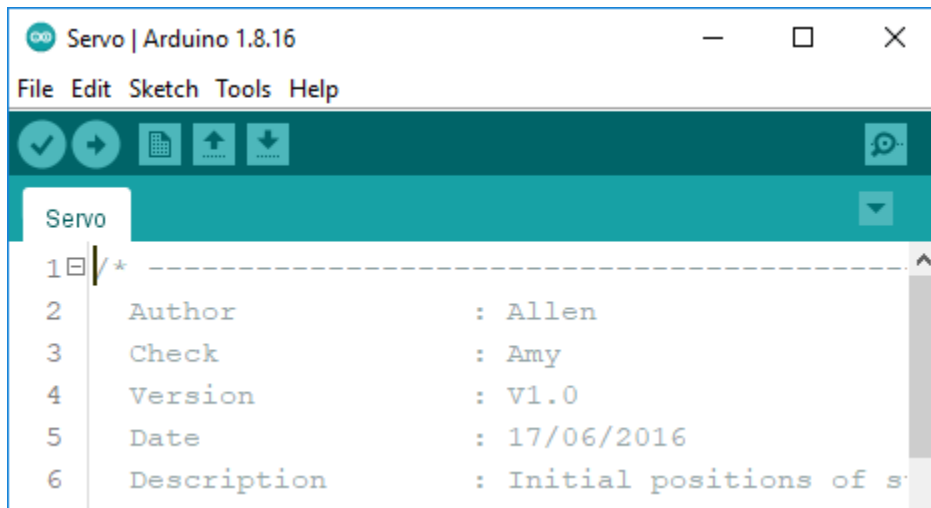 Servo | Arduino 1.8.16
File Edit Sketch Tools Help
Servo
1 /* -------------------------------------------
2 Author : Allen
3 Check : Amy
4 Version : V1.0
5 Date : 17/06/2016
6 Description : Initial positions of